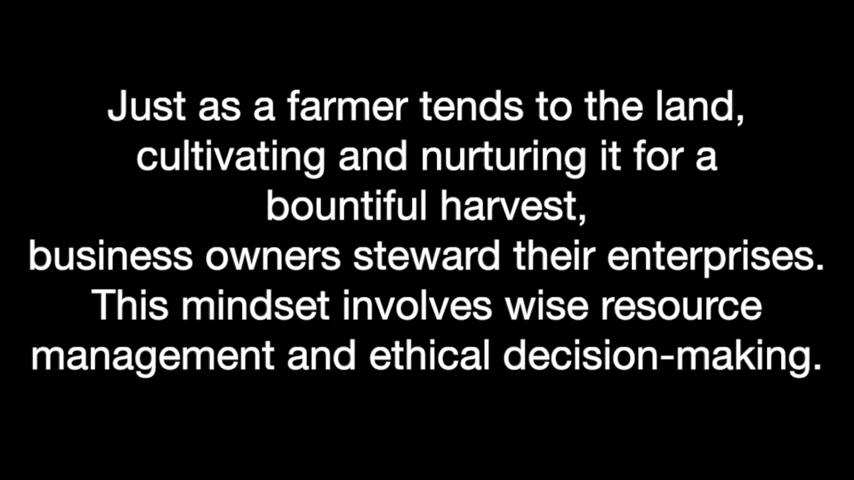 Just as a farmer tends to the land,
cultivating and nurturing it for a
bountiful harvest,
business owners steward their enterprises.
This mindset involves wise resource
management and ethical decision-making.